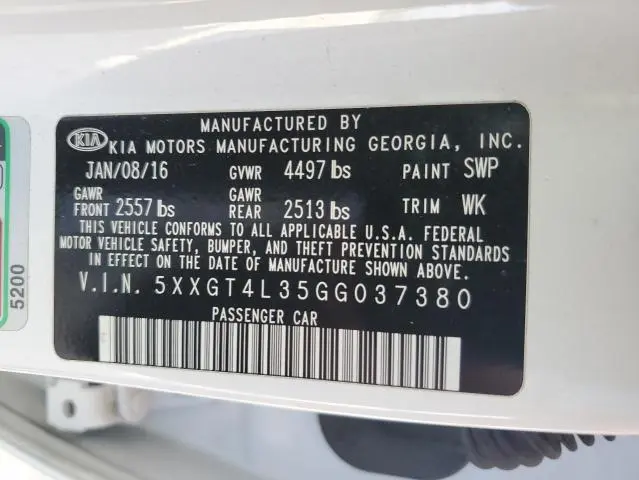 MANUFACTURED BY
KIA KIA MOTORS MANUFACTURING GEORGIA, INC.
JAN/08/16 GVWR 4497 lbs PAINT SWP
GAWR FRONT 2557 lbs GAWR REAR 2513 lbs TRIM WK
THIS VEHICLE CONFORMS TO ALL APPLICABLE U.S.A. FEDERAL
MOTOR VEHICLE SAFETY, BUMPER, AND THEFT PREVENTION STANDARDS
IN EFFECT ON THE DATE OF MANUFACTURE SHOWN ABOVE.
V.I.N. 5XXGT4L35GG037380
PASSENGER CAR
5200